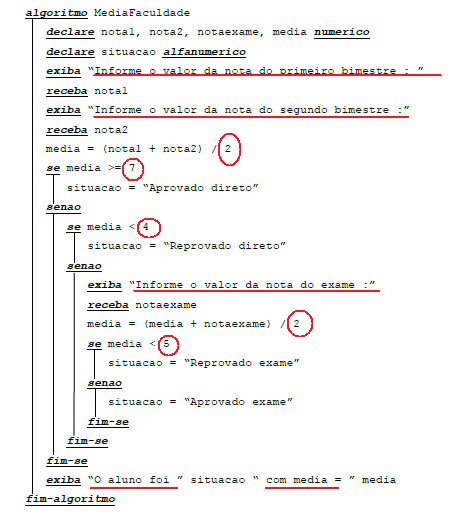 algoritmo MediaFaculdade
declare nota1, nota2, notaexame, media numerico
declare situacao alfanumerico
exiba “Informe o valor da nota do primeiro bimestre : ”
receba nota1
exiba “Informe o valor da nota do segundo bimestre :”
receba nota2
media = (nota1 + nota2) / 2
se media >= 7
situacao = “Aprovado direto”
senao
se media < 4
situacao = “Reprovado direto”
senao
exiba “Informe o valor da nota do exame :”
receba notaexame
media = (media + notaexame) / 2
se media < 5
situacao = “Reprovado exame”
senao
situacao = “Aprovado exame”
fim-se
fim-se
fim-se
exiba “O aluno foi ” situacao “ com media = ” media
fim-algoritmo